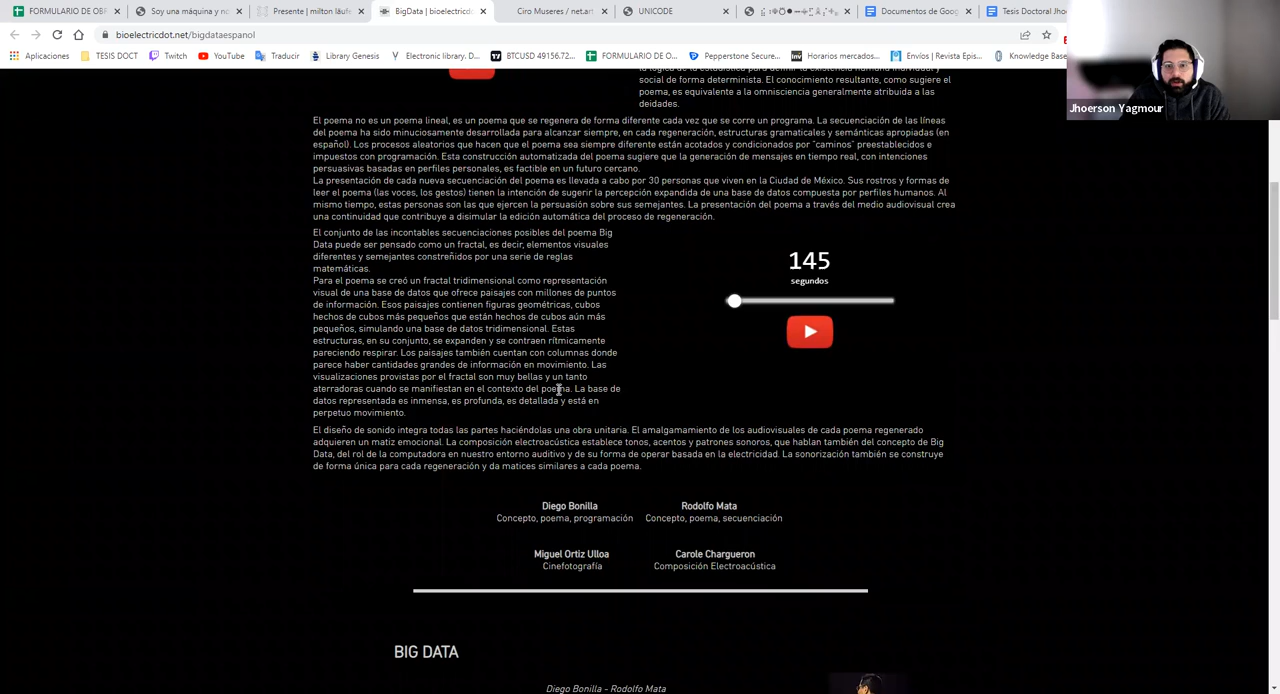 FORMULARIO DE OBR
Soy una máquina y no
Presente | milton läufe
BigData | bioelectricdo
Ciro Museres / net.art
UNICODE
Documentos de Goog
Tesis Doctoral Jho
bioelectricdot.net/bigdataespanol
Aplicaciones
TESIS DOCT
Twitch
YouTube
Traducir
Library Genesis
Electronic library. D...
BTCUSD 49156.72...
FORMULARIO DE O...
Pepperstone Secure...
Horarios mercados...
Envíos | Revista Epis...
Knowledge Base
Jhoerson Yagmour
social de forma determinista. El conocimiento resultante, como sugiere el
poema, es equivalente a la omnisciencia generalmente atribuida a las
deidades.
El poema no es un poema lineal, es un poema que se regenera de forma diferente cada vez que se corre un programa. La secuenciación de las líneas
del poema ha sido minuciosamente desarrollada para alcanzar siempre, en cada regeneración, estructuras gramaticales y semánticas apropiadas (en
español). Los procesos aleatorios que hacen que el poema sea siempre diferente están acotados y condicionados por "caminos" preestablecidos e
impuestos con programación. Esta construcción automatizada del poema sugiere que la generación de mensajes en tiempo real, con intenciones
persuasivas basadas en perfiles personales, es factible en un futuro cercano.
La presentación de cada nueva secuenciación del poema es llevada a cabo por 30 personas que viven en la Ciudad de México. Sus rostros y formas de
leer el poema (las voces, los gestos) tienen la intención de sugerir la percepción expandida de una base de datos compuesta por perfiles humanos. Al
mismo tiempo, estas personas son las que ejercen la persuasión sobre sus semejantes. La presentación del poema a través del medio audiovisual crea
una continuidad que contribuye a disimular la edición automática del proceso de regeneración.
El conjunto de las incontables secuenciaciones posibles del poema Big
Data puede ser pensado como un fractal, es decir, elementos visuales
diferentes y semejantes constreñidos por una serie de reglas
matemáticas.
Para el poema se creó un fractal tridimensional como representación
visual de una base de datos que ofrece paisajes con millones de puntos
de información. Esos paisajes contienen figuras geométricas, cubos
hechos de cubos más pequeños que están hechos de cubos aún más
pequeños, simulando una base de datos tridimensional. Estas
estructuras, en su conjunto, se expanden y se contraen rítmicamente
pareciendo respirar. Los paisajes también cuentan con columnas donde
parece haber cantidades grandes de información en movimiento. Las
visualizaciones provistas por el fractal son muy bellas y un tanto
aterradoras cuando se manifiestan en el contexto del poema. La base de
datos representada es inmensa, es profunda, es detallada y está en
perpetuo movimiento.
145
segundos
El diseño de sonido integra todas las partes haciéndolas una obra unitaria. El amalgamamiento de los audiovisuales de cada poema regenerado
adquieren un matiz emocional. La composición electroacústica establece tonos, acentos y patrones sonoros, que hablan también del concepto de Big
Data, del rol de la computadora en nuestro entorno auditivo y de su forma de operar basada en la electricidad. La sonorización también se construye
de forma única para cada regeneración y da matices similares a cada poema.
Diego Bonilla
Concepto, poema, programación
Rodolfo Mata
Concepto, poema, secuenciación
Miguel Ortiz Ulloa
Cinefotografía
Carole Chargueron
Composición Electroacústica
BIG DATA
Diego Bonilla - Rodolfo Mata